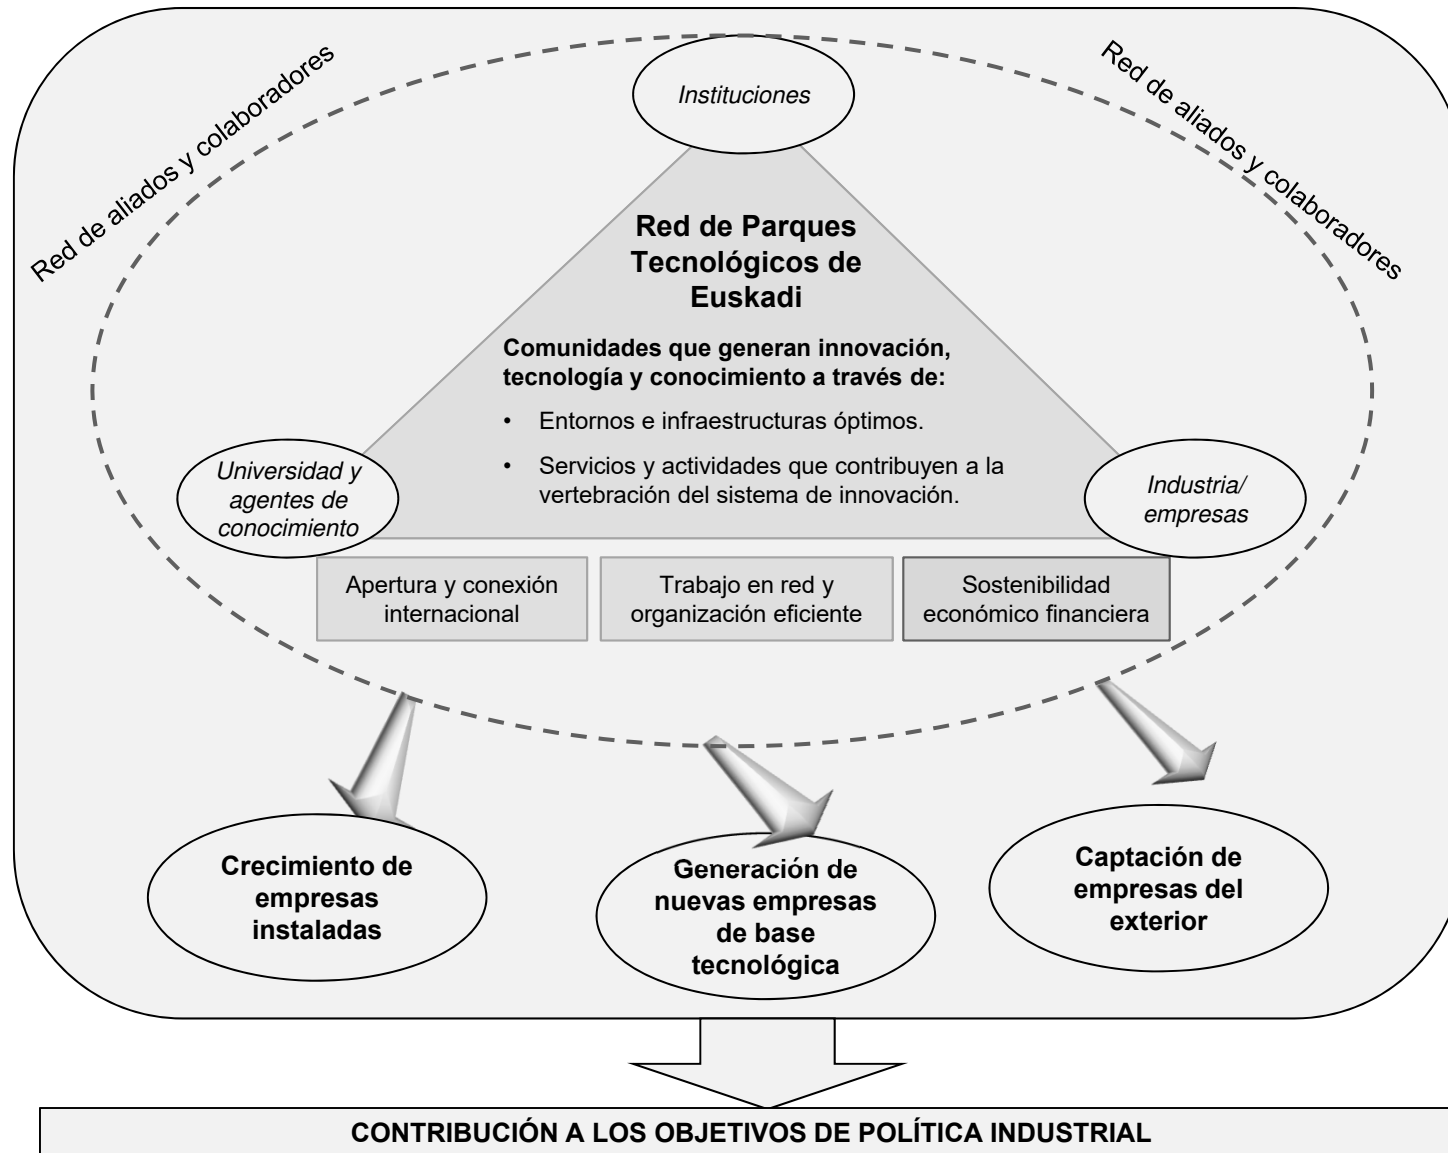 Red de aliados y colaboradores
Red de aliados y colaboradores
Instituciones
Red de Parques
Tecnológicos de
Euskadi
Comunidades que generan innovación,
tecnología y conocimiento a través de:
• Entornos e infraestructuras óptimos.
• Servicios y actividades que contribuyen a la
vertebración del sistema de innovación.
Universidad y
agentes de
conocimiento
Industria/
empresas
Apertura y conexión
internacional
Trabajo en red y
organización eficiente
Sostenibilidad
económico financiera
Crecimiento de
empresas
instaladas
Generación de
nuevas empresas
de base
tecnológica
Captación de
empresas del
exterior
CONTRIBUCIÓN A LOS OBJETIVOS DE POLÍTICA INDUSTRIAL